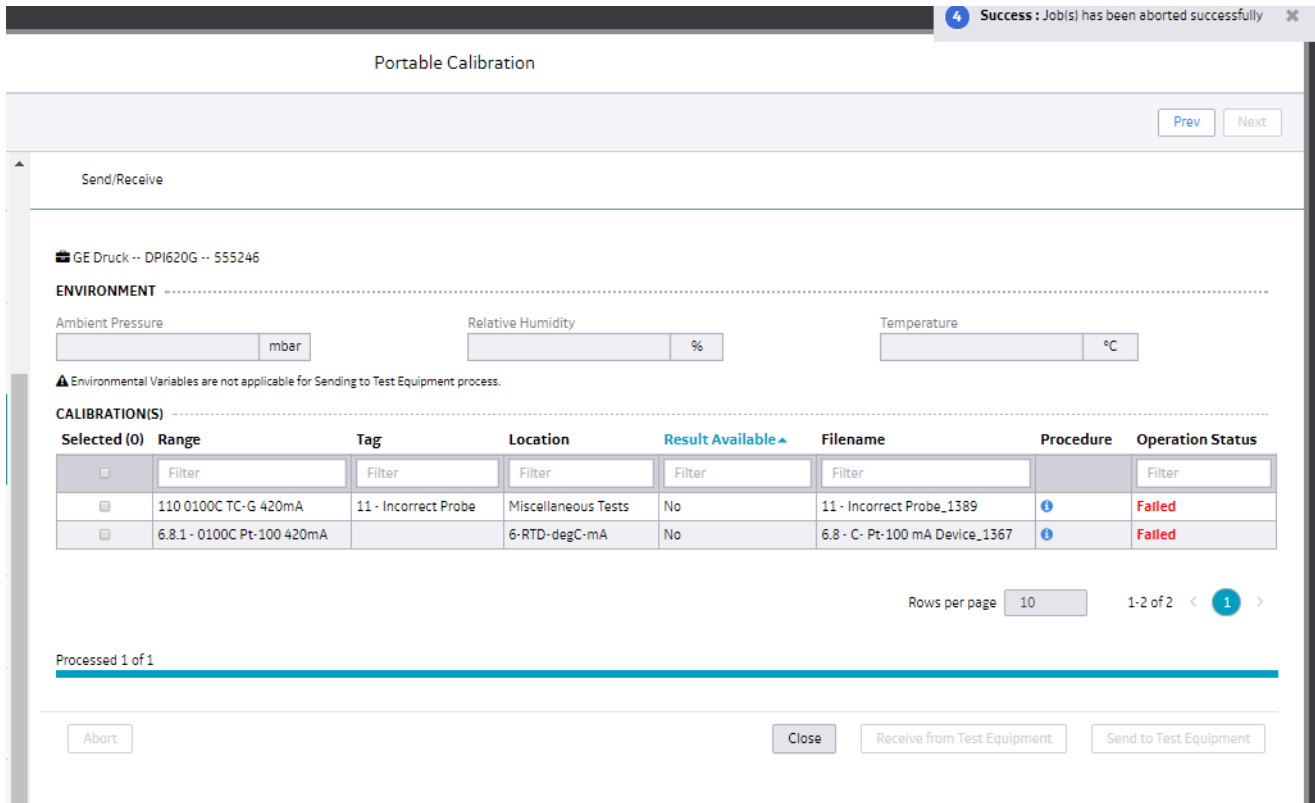 4 Success : Job(s) has been aborted successfully ×
Portable Calibration
Prev Next
Send/Receive
GE Druck -- DPI620G -- 555246
ENVIRONMENT
Ambient Pressure Relative Humidity Temperature
mbar % °C
Environmental Variables are not applicable for Sending to Test Equipment process.
CALIBRATION(S)
Selected (0) Range Tag Location Result Available Filename Procedure Operation Status
Filter Filter Filter Filter Filter Filter
110 0100C TC-G 420mA 11 - Incorrect Probe Miscellaneous Tests No 11 - Incorrect Probe_1389 Failed
6.8.1 - 0100C Pt-100 420mA 6-RTD-degC-mA No 6.8 - C- Pt-100 mA Device_1367 Failed
Rows per page 10 1-2 of 2 < 1 >
Processed 1 of 1
Abort Close Receive from Test Equipment Send to Test Equipment